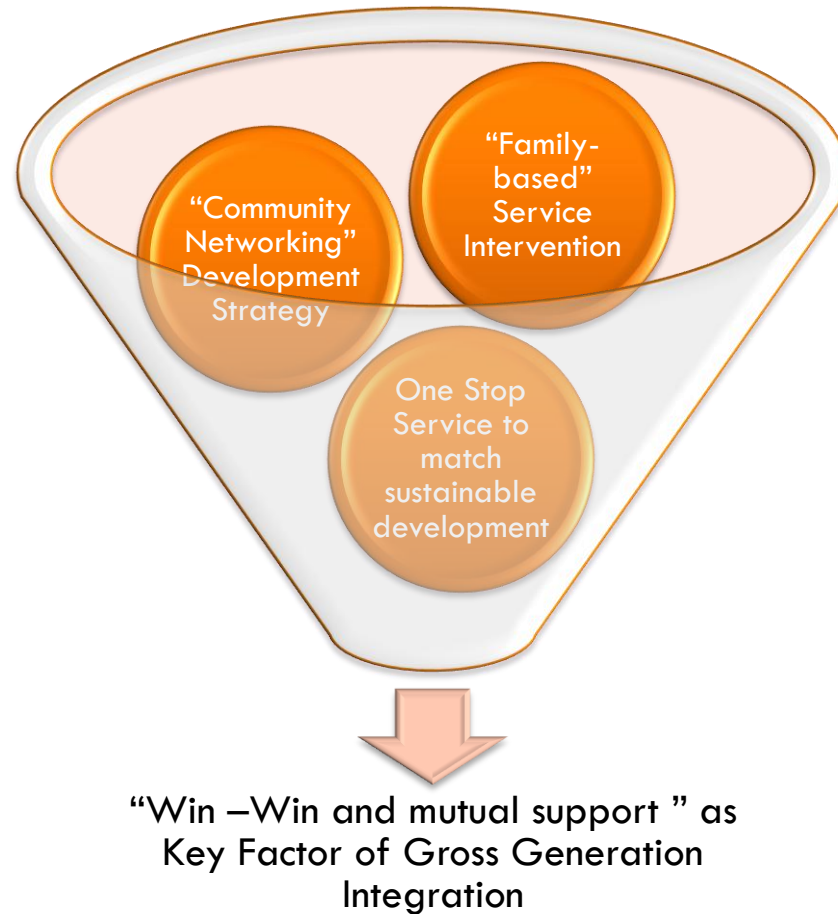 “Family-
based”
Service
Intervention
“Community
Networking”
Development
Strategy
One Stop
Service to
match
sustainable
development
“Win –Win and mutual support ” as
Key Factor of Gross Generation
Integration